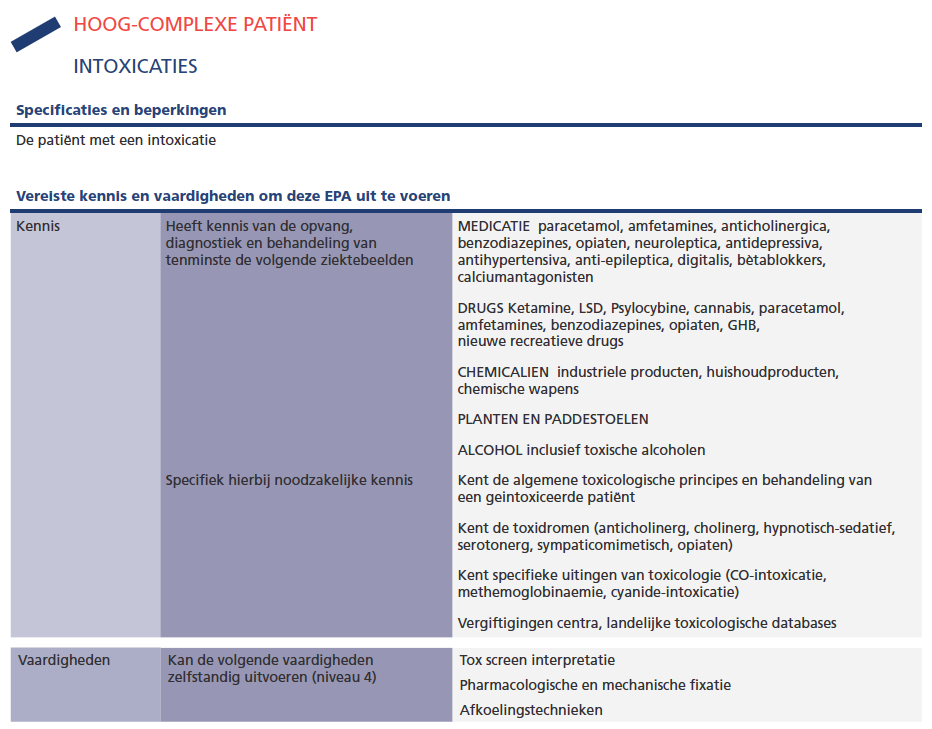 HOOG-COMPLEXE PATIËNT
INTOXICATIES
Specificaties en beperkingen
De patiënt met een intoxicatie
Vereiste kennis en vaardigheden om deze EPA uit te voeren
Kennis
Heeft kennis van de opvang,
diagnostiek en behandeling van
tenminste de volgende ziektebeelden
MEDICATIE paracetamol, amfetamines, anticholinergica,
benzodiazepines, opiaten, neuroleptica, antidepressiva,
antihypertensiva, anti-epileptica, digitalis, bètablokkers,
calciumantagonisten
DRUGS Ketamine, LSD, Psylocybine, cannabis, paracetamol,
amfetamines, benzodiazepines, opiaten, GHB,
nieuwe recreatieve drugs
CHEMICALIEN industriele producten, huishoudproducten,
chemische wapens
PLANTEN EN PADDESTOELEN
ALCOHOL inclusief toxische alcoholen
Specifiek hierbij noodzakelijke kennis
Kent de algemene toxicologische principes en behandeling van
een geintoxiceerde patiënt
Kent de toxidromen (anticholinerg, cholinerg, hypnotisch-sedatief,
serotonerg, sympaticomimetisch, opiaten)
Kent specifieke uitingen van toxicologie (CO-intoxicatie,
methemoglobinaemie, cyanide-intoxicatie)
Vergiftigingen centra, landelijke toxicologische databases
Vaardigheden
Kan de volgende vaardigheden
zelfstandig uitvoeren (niveau 4)
Tox screen interpretatie
Pharmacologische en mechanische fixatie
Afkoelingstechnieken